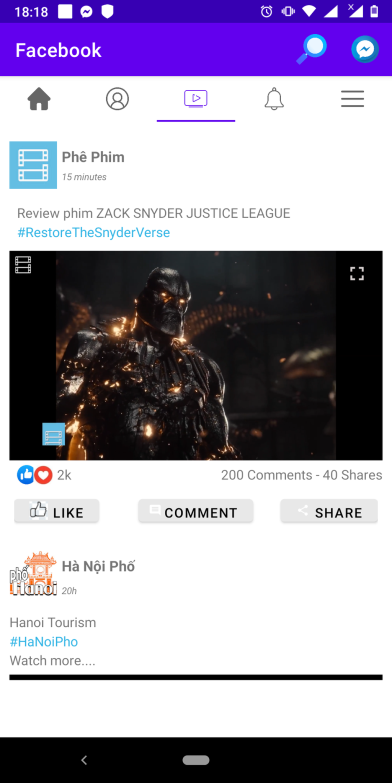 18:18
Facebook
Phê Phim
15 minutes
Review phim ZACK SNYDER JUSTICE LEAGUE
#RestoreTheSnyderVerse
2k
200 Comments - 40 Shares
LIKE
COMMENT
SHARE
phố
Hanoi
Hà Nội Phố
20h
Hanoi Tourism
#HaNoiPho
Watch more....